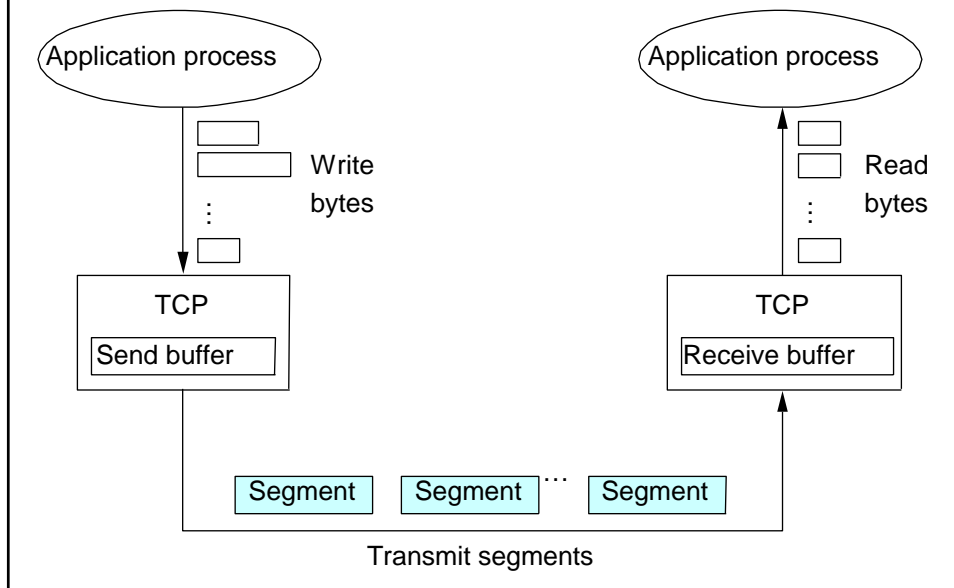 Application process
Application process
Write
bytes
⋮
Read
bytes
⋮
TCP
Send buffer
TCP
Receive buffer
Segment
Segment
…
Segment
Transmit segments